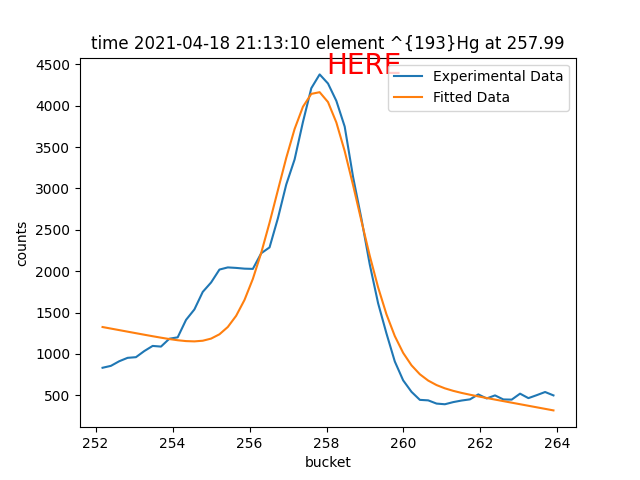 time 2021-04-18 21:13:10 element ^{193}Hg at 257.99
HERE
Experimental Data
Fitted Data
4500
4000
3500
3000
2500
2000
1500
1000
500
counts
252 254 256 258 260 262 264
bucket